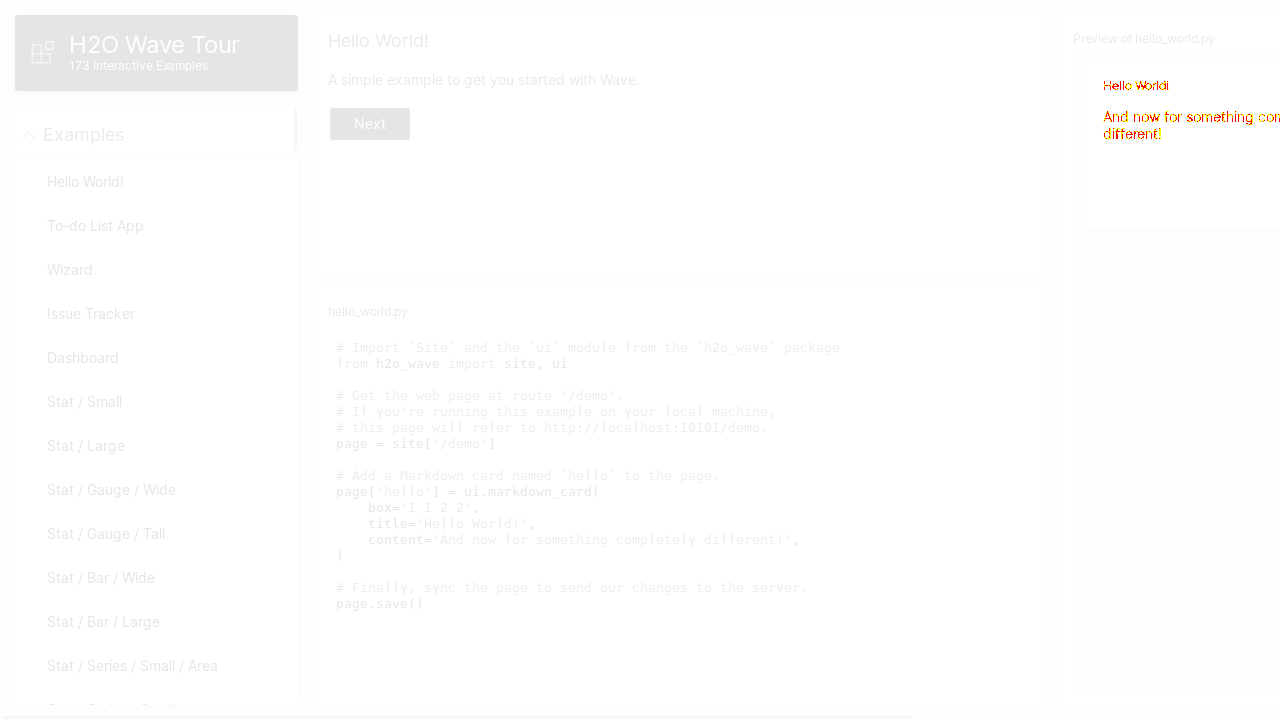 H2O Wave Tour
173 Interactive Examples
Examples
Hello World!
To-do List App
Wizard
Issue Tracker
Dashboard
Stat / Small
Stat / Large
Stat / Gauge / Wide
Stat / Gauge / Tall
Stat / Bar / Wide
Stat / Bar / Large
Stat / Series / Small / Area
Hello World!
A simple example to get you started with Wave.
Next
hello_world.py
# Import `Site` and the `ui` module from the `h2o_wave` package
from h2o_wave import site, ui
# Get the web page at route '/demo'.
# If you're running this example on your local machine,
# this page will refer to http://localhost:10101/demo.
page = site['/demo']
# Add a Markdown card named `hello` to the page.
page['hello'] = ui.markdown_card(
    box='1 1 2 2',
    title='Hello World!',
    content='And now for something completely different!',
)
# Finally, sync the page to send our changes to the server.
page.save()
Preview of hello_world.py
Hello World!
And now for something
different!